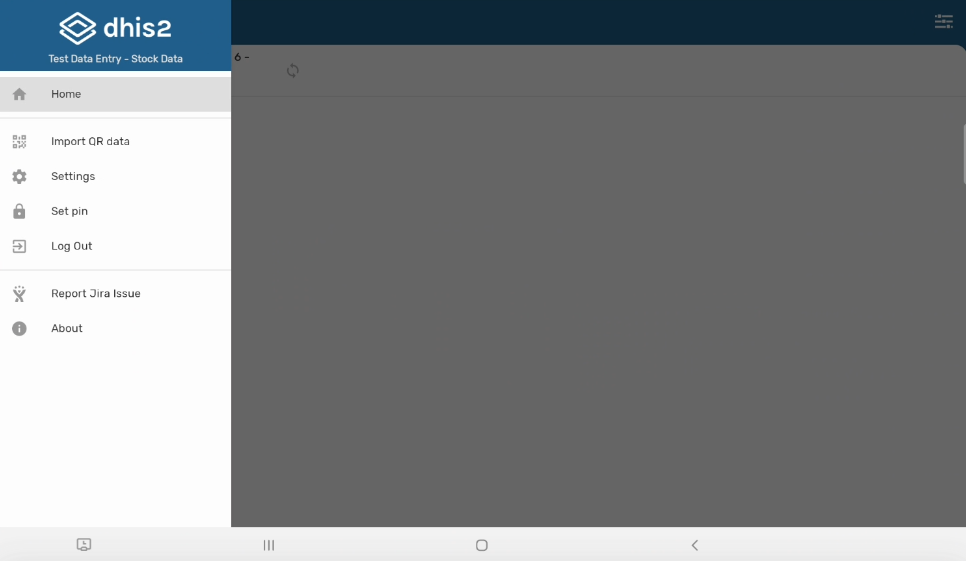 dhis2
Test Data Entry - Stock Data
6 -
Home
Import QR data
Settings
Set pin
Log Out
Report Jira Issue
About